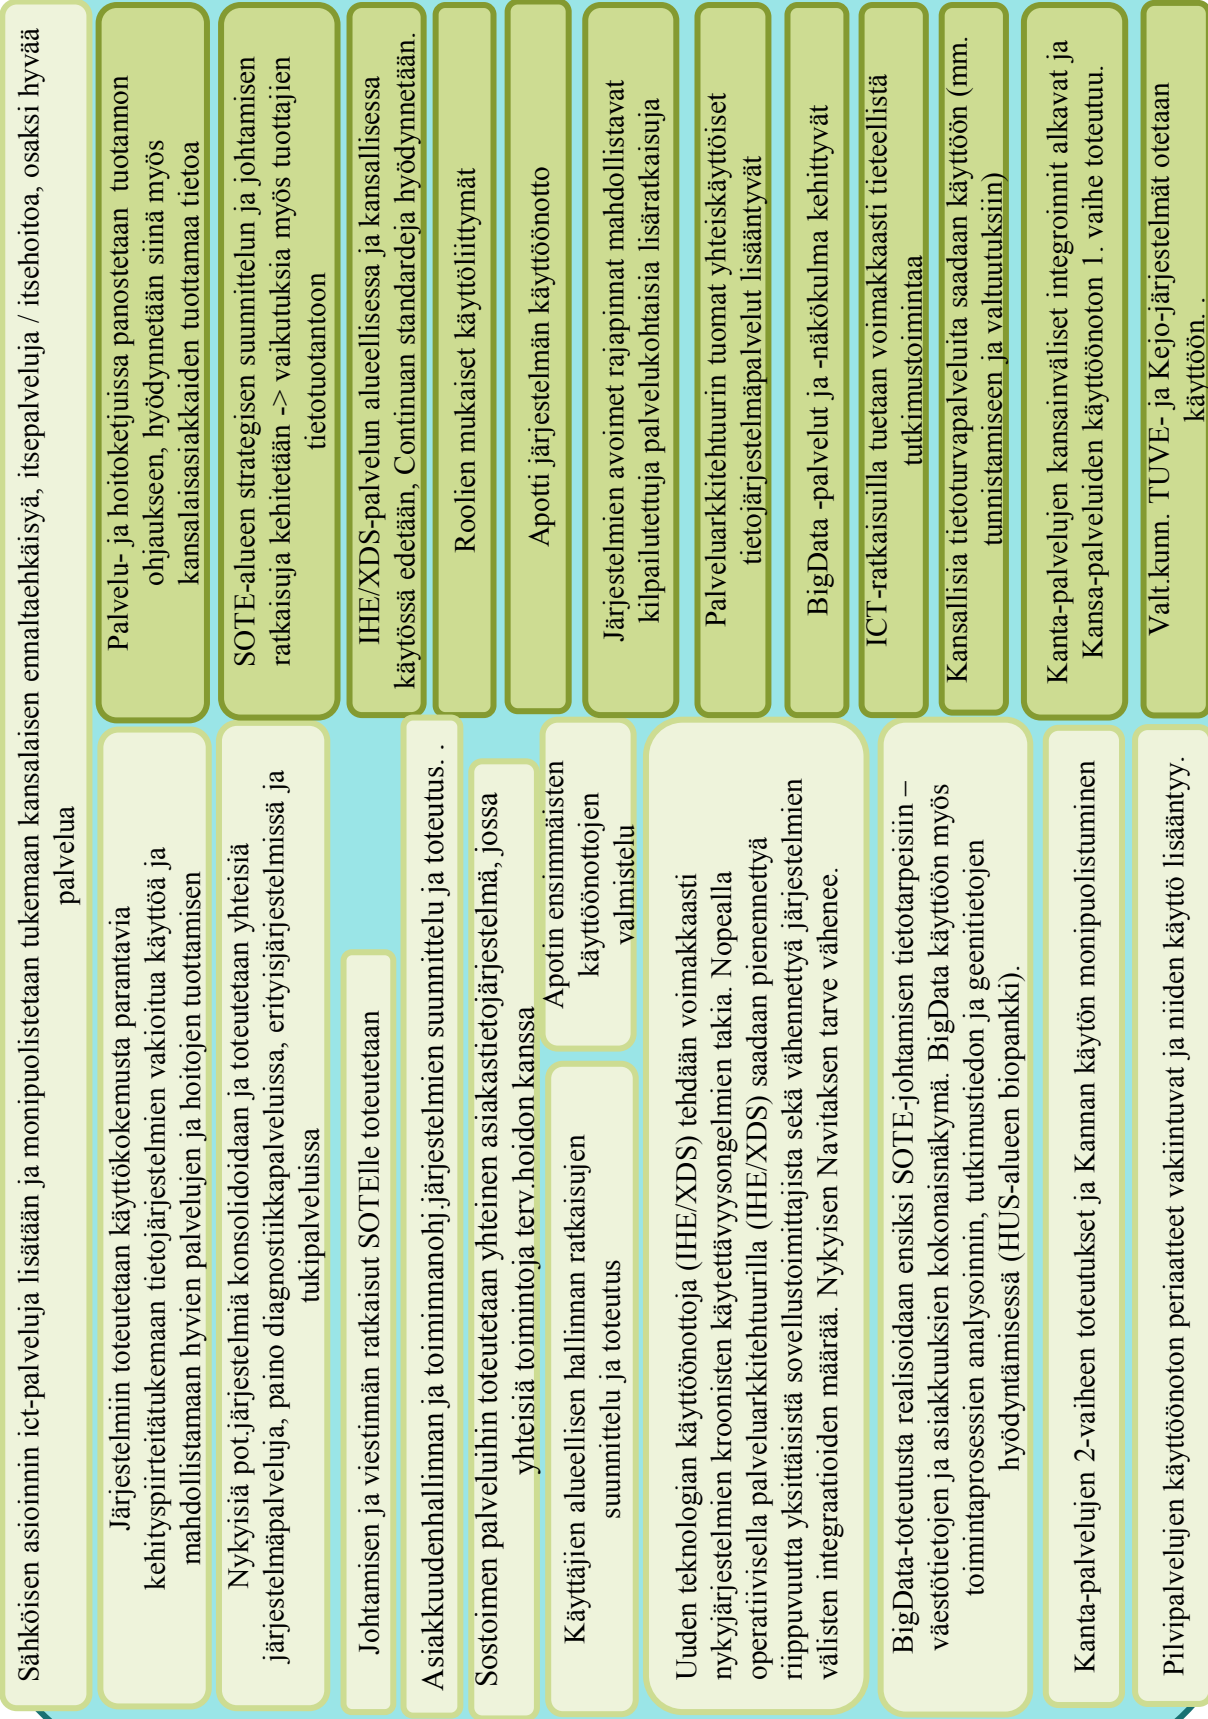 Sähköisen asioinnin ict-palveluja lisätään ja monipuolistetaan tukemaan kansalaisen ennaltaehkäisyä, itsepalveluja / itsehoitoa, osaksi hyvää
palvelua
Järjestelmiin toteutetaan käyttökokemusta parantavia
kehityspiirteitätukemaan tietojärjestelmien vakioitua käyttöä ja
mahdollistamaan hyvien palvelujen ja hoitojen tuottamisen
Nykyisiä pot.järjestelmiä konsolidoidaan ja toteutetaan yhteisiä
järjestelmäpalveluja, paino diagnostiikkapalveluissa, erityisjärjestelmissä ja
tukipalveluissa
Johtamisen ja viestinnän ratkaisut SOTElle toteutetaan
Asiakkuudenhallinnan ja toiminnanohj.järjestelmien suunnittelu ja toteutus. .
Sostoimen palveluihin toteutetaan yhteinen asiakastietojärjestelmä, jossa
yhteisiä toimintoja terv.hoidon kanssa
Käyttäjien alueellisen hallinnan ratkaisujen
suunnittelu ja toteutus
Apotin ensimmäisten
käyttöönottojen
valmistelu
Uuden teknologian käyttöönottoja (IHE/XDS) tehdään voimakkaasti
nykyjärjestelmien kroonisten käytettävyysongelmien takia. Nopealla
operatiivisella palveluarkkitehtuurilla (IHE/XDS) saadaan pienennettyä
riippuvuutta yksittäisistä sovellustoimittajista sekä vähennettyä järjestelmien
välisten integraatioiden määrää. Nykyisen Navitaksen tarve vähenee.
BigData-toteutusta realisoidaan ensiksi SOTE-johtamisen tietotarpeisiin –
väestötietojen ja asiakkuuksien kokonaisnäkymä. BigData käyttöön myös
toimintaprosessien analysoinnin, tutkimustiedon ja geenitietojen
hyödyntämisessä (HUS-alueen biopankki).
Kanta-palvelujen 2-vaiheen toteutukset ja Kannan käytön monipuolistuminen
Pilvipalvelujen käyttöönoton periaatteet vakiintuvat ja niiden käyttö lisääntyy.
Palvelu- ja hoitoketjuissa panostetaan tuotannon
ohjaukseen, hyödynnetään siinä myös
kansalaisasiakkaiden tuottamaa tietoa
SOTE-alueen strategisen suunnittelun ja johtamisen
ratkaisuja kehitetään -> vaikutuksia myös tuottajien
tietotuotantoon
IHE/XDS-palvelun alueellisessa ja kansallisessa
käytössä edetään, Continuan standardeja hyödynnetään.
Roolien mukaiset käyttöliittymät
Apotti järjestelmän käyttöönotto
Järjestelmien avoimet rajapinnat mahdollistavat
kilpailutettuja palvelukohtaisia lisäratkaisuja
Palveluarkkitehtuurin tuomat yhteiskäyttöiset
tietojärjestelmäpalvelut lisääntyvät
BigData -palvelut ja -näkökulma kehittyvät
ICT-ratkaisuilla tuetaan voimakkaasti tieteellistä
tutkimustoimintaa
Kansallisia tietoturvapalveluita saadaan käyttöön (mm.
tunnistamiseen ja valtuutuksiin)
Kanta-palvelujen kansainväliset integroinnit alkavat ja
Kansa-palveluiden käyttöönoton 1. vaihe toteutuu.
Valt.kunn. TUVE- ja Kejo-järjestelmät otetaan
käyttöön. .